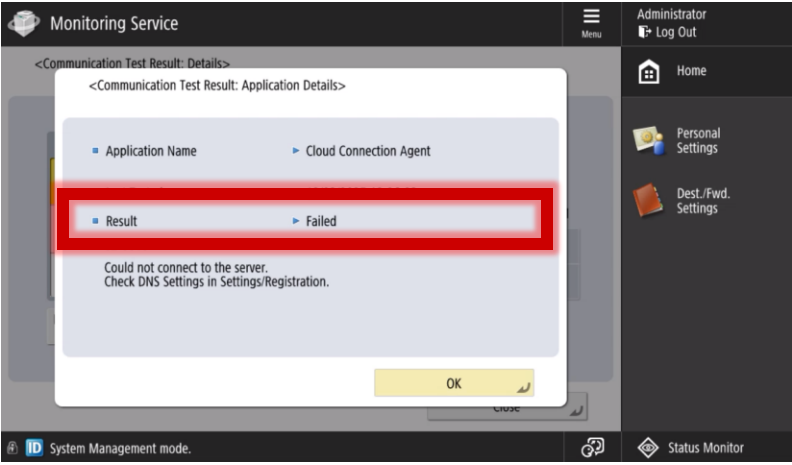 Monitoring Service
Menu
Administrator
Log Out
<Communication Test Result: Details>
<Communication Test Result: Application Details>
Home
Application Name
Cloud Connection Agent
Personal
Settings
Result
Failed
Dest./Fwd.
Settings
Could not connect to the server.
Check DNS Settings in Settings/Registration.
OK
Close
ID
System Management mode.
Status Monitor